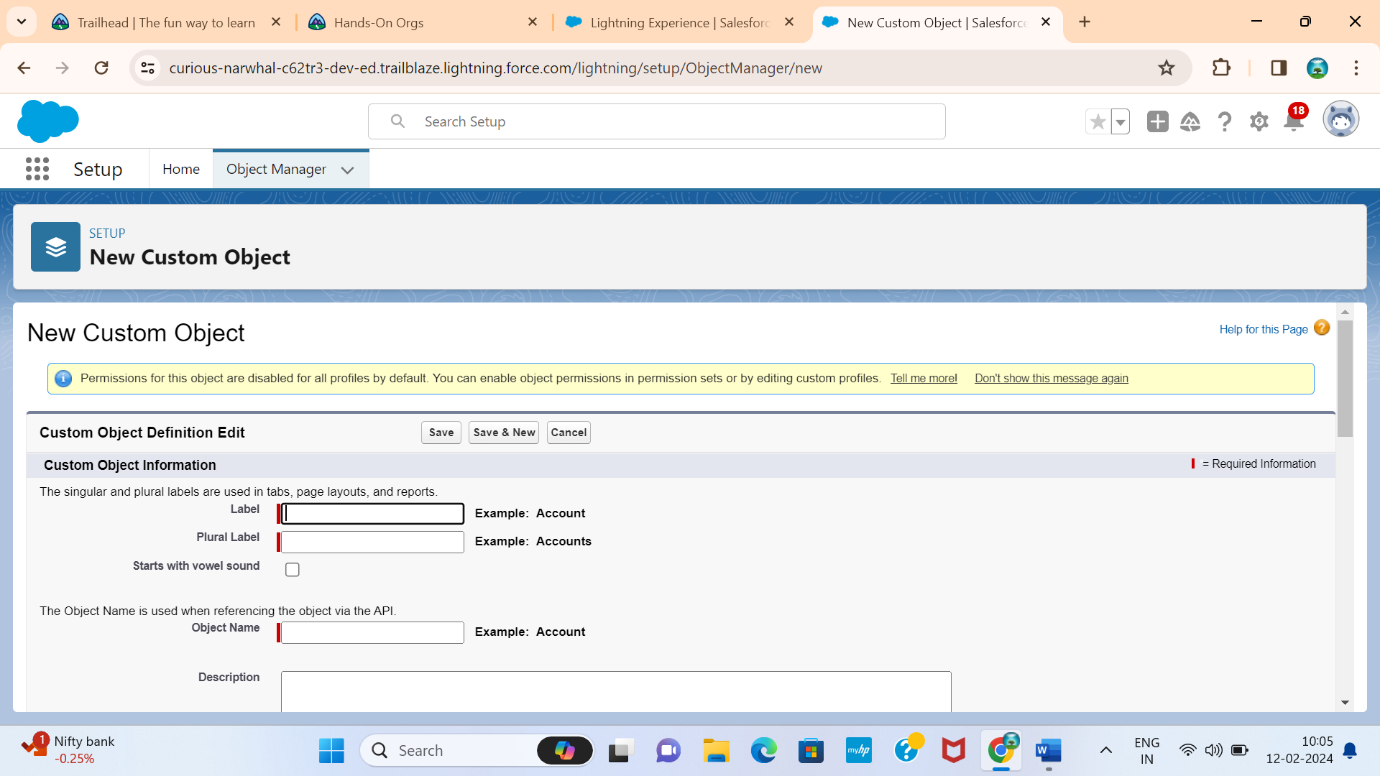 Trailhead | The fun way to learn
Hands-On Orgs
Lightning Experience | Salesforc
New Custom Object | Salesforce
curious-narwhal-c62tr3-dev-ed.trailblaze.lightning.force.com/lightning/setup/ObjectManager/new
Search Setup
18
Setup
Home
Object Manager
SETUP
New Custom Object
New Custom Object
Help for this Page ?
i Permissions for this object are disabled for all profiles by default. You can enable object permissions in permission sets or by editing custom profiles. Tell me more! Don't show this message again
Custom Object Definition Edit Save Save & New Cancel
Custom Object Information = Required Information
The singular and plural labels are used in tabs, page layouts, and reports.
Label Example: Account
Plural Label Example: Accounts
Starts with vowel sound
The Object Name is used when referencing the object via the API.
Object Name Example: Account
Description
1
Nifty bank
-0.25%
Search
myhp
W
ENG
IN
10:05
12-02-2024